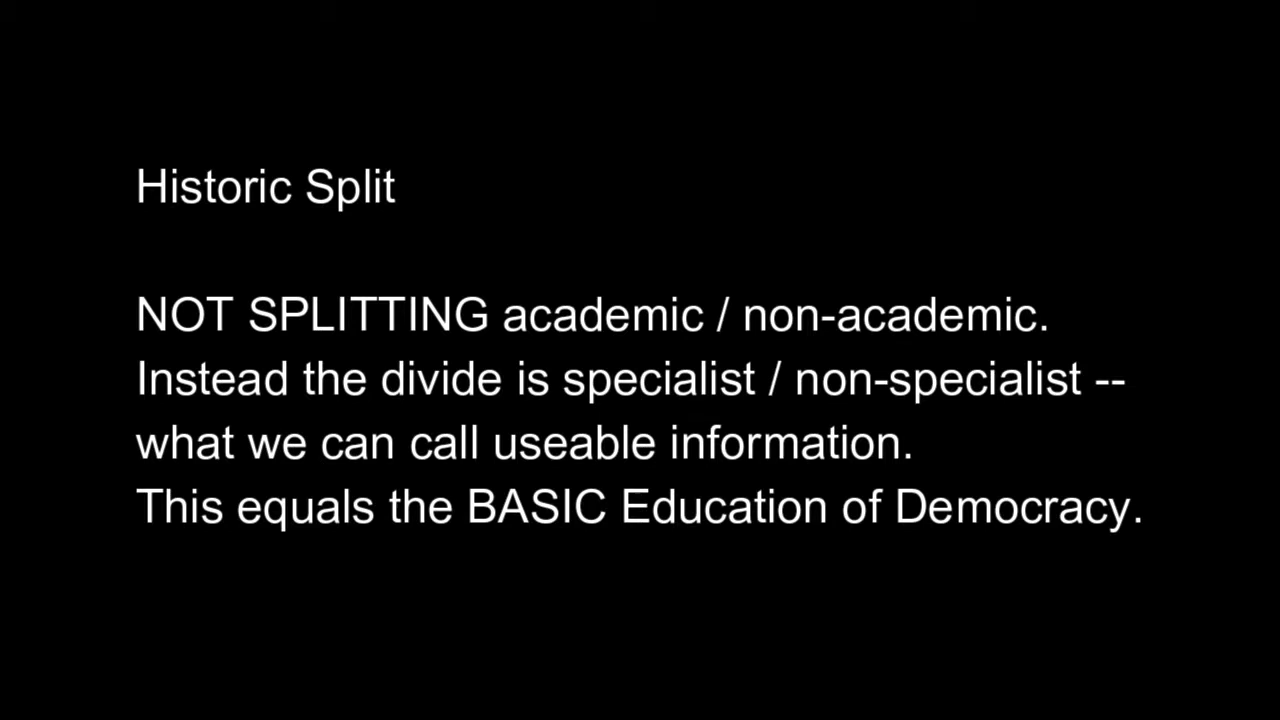 Historic Split
NOT SPLITTING academic / non-academic.
Instead the divide is specialist / non-specialist --
what we can call useable information.
This equals the BASIC Education of Democracy.